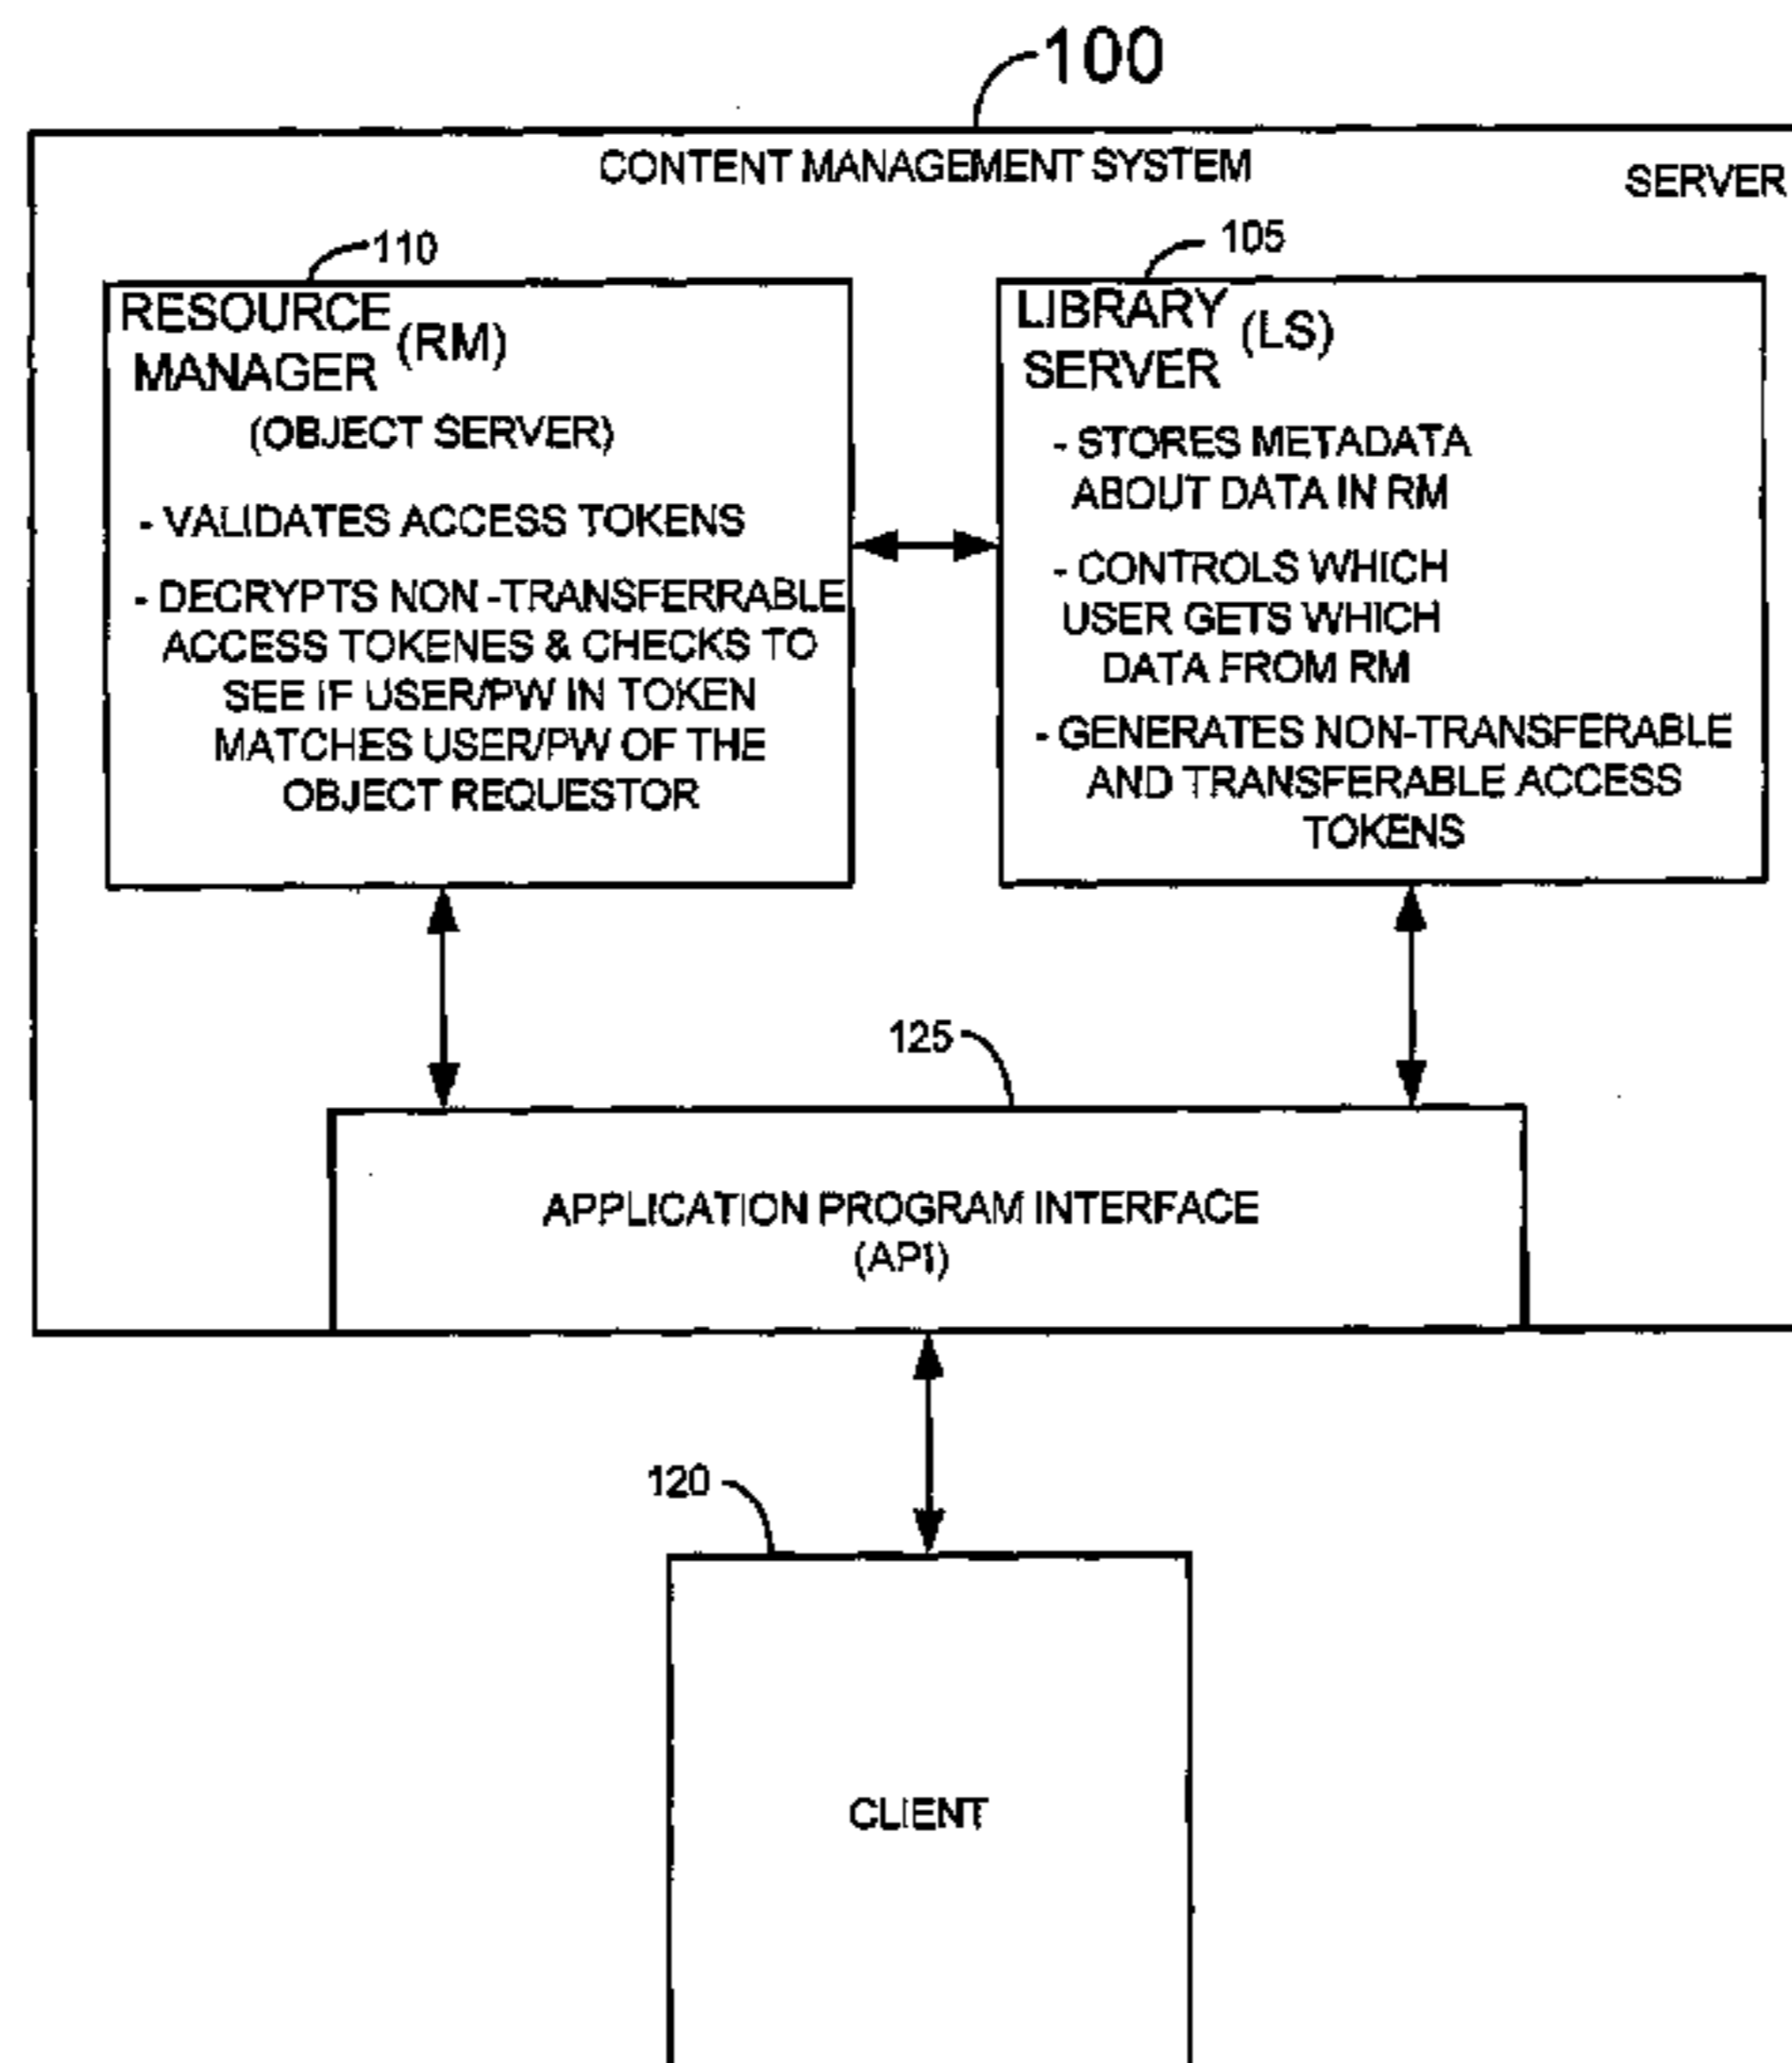 100
CONTENT MANAGEMENT SYSTEM
SERVER
110
RESOURCE
MANAGER (RM)
(OBJECT SERVER)
- VALIDATES ACCESS TOKENS
- DECRYPTS NON -TRANSFERRABLE
ACCESS TOKENES & CHECKS TO
SEE IF USER/PW IN TOKEN
MATCHES USER/PW OF THE
OBJECT REQUESTOR
105
LIBRARY
SERVER (LS)
- STORES METADATA
ABOUT DATA IN RM
- CONTROLS WHICH
USER GETS WHICH
DATA FROM RM
- GENERATES NON-TRANSFERABLE
AND TRANSFERABLE ACCESS
TOKENS
125
APPLICATION PROGRAM INTERFACE
(API)
120
CLIENT